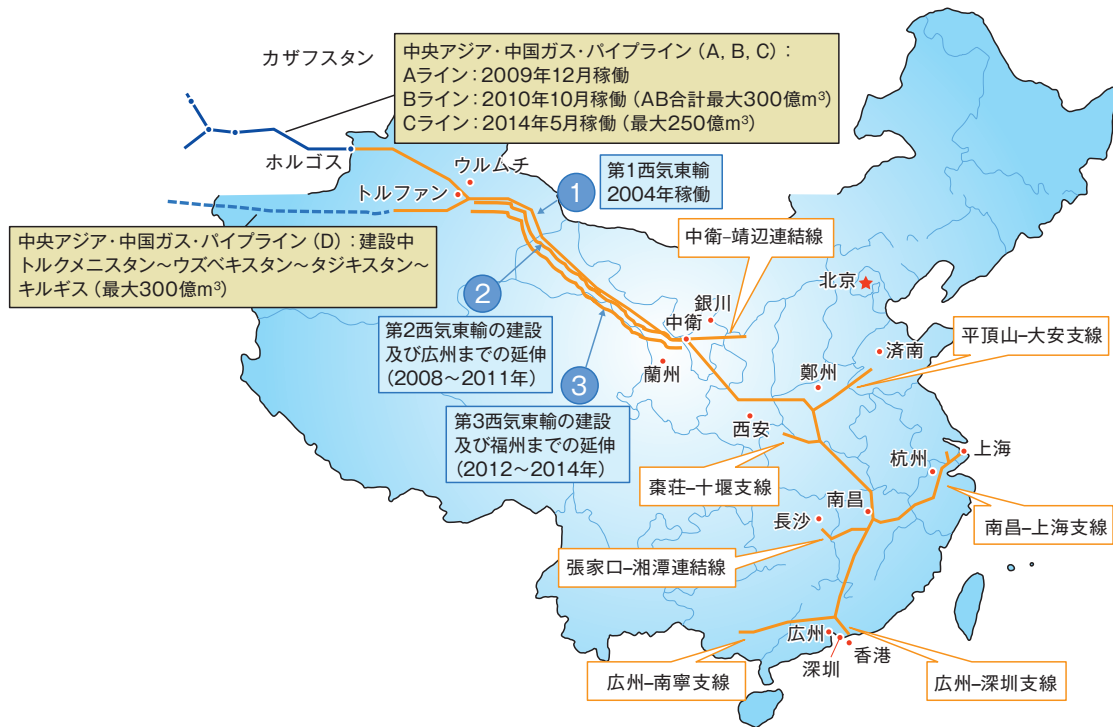 カザフスタン
中央アジア・中国ガス・パイプライン（A, B, C）：
Aライン：2009年12月稼働
Bライン：2010年10月稼働（AB合計最大300億m³）
Cライン：2014年5月稼働（最大250億m³）
ホルゴス
ウルムチ
トルファン
1
第1西気東輸
2004年稼働
中央アジア・中国ガス・パイプライン（D）：建設中
トルクメニスタン～ウズベキスタン～タジキスタン～
キルギス（最大300億m³）
中衛–靖辺連結線
北京
2
銀川
中衛
第2西気東輸の建設
及び広州までの延伸
（2008～2011年）
平頂山–大安支線
済南
蘭州
鄭州
3
第3西気東輸の建設
及び福州までの延伸
（2012～2014年）
西安
上海
杭州
棗荘–十堰支線
南昌
長沙
南昌–上海支線
張家口–湘潭連結線
広州
香港
深圳
広州–南寧支線
広州–深圳支線